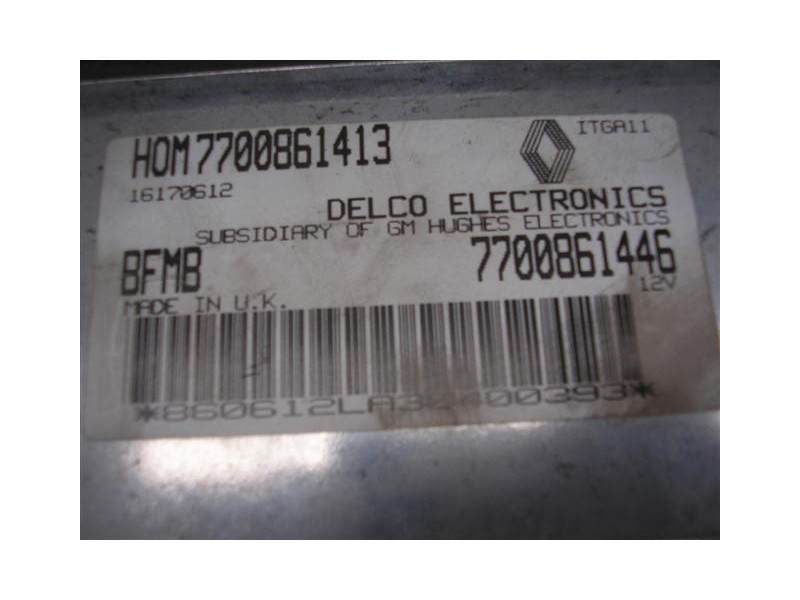 HOM7700861413
ITGA11
16170612
DELCO ELECTRONICS
SUBSIDIARY OF GM HUGHES ELECTRONICS
BFMB 7700861446
MADE IN U.K. 12V